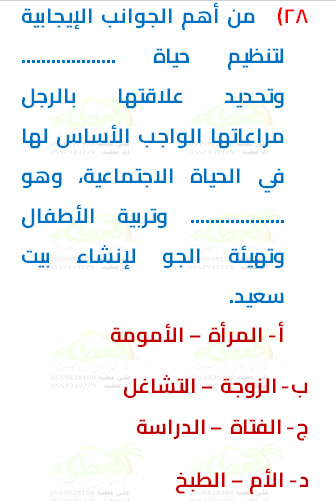 ٢٨) من أهم الجوانب الإيجابية
لتنظيم حياة ...................
وتحديد علاقتها بالرجل
مراعاتها الواجب الأساس لها
في الحياة الاجتماعية، وهو
................... وتربية الأطفال
وتهيئة الجو لإنشاء بيت
سعيد.
أ- المرأة – الأمومة
ب- الزوجة – التشاغل
ج- الفتاة – الدراسة
د- الأم – الطبخ